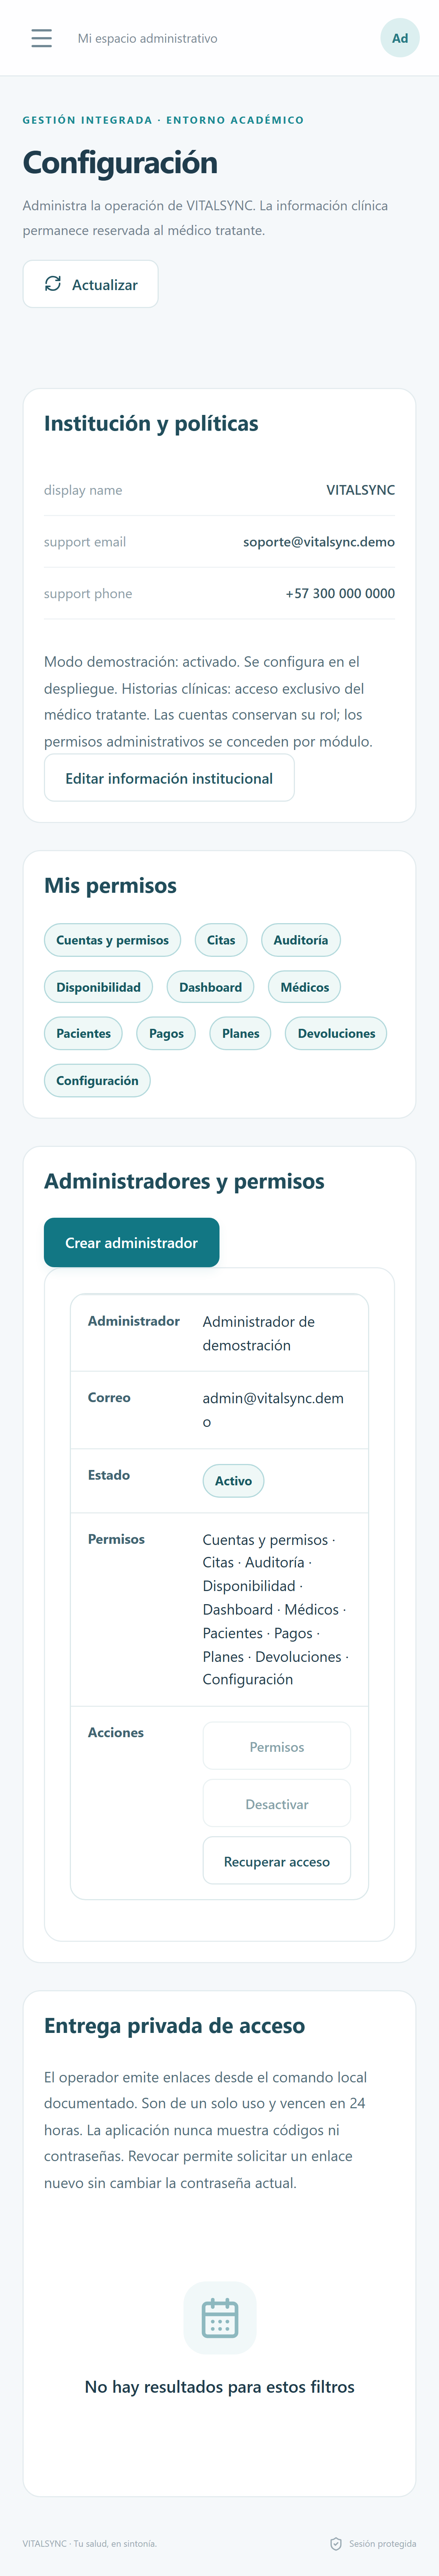 Mi espacio administrativo
Ad
GESTIÓN INTEGRADA · ENTORNO ACADÉMICO
Configuración
Administra la operación de VITALSYNC. La información clínica
permanece reservada al médico tratante.
Actualizar
Institución y políticas
display name VITALSYNC
support email soporte@vitalsync.demo
support phone +57 300 000 0000
Modo demostración: activado. Se configura en el
despliegue. Historias clínicas: acceso exclusivo del
médico tratante. Las cuentas conservan su rol; los
permisos administrativos se conceden por módulo.
Editar información institucional
Mis permisos
Cuentas y permisos Citas Auditoría
Disponibilidad Dashboard Médicos
Pacientes Pagos Planes Devoluciones
Configuración
Administradores y permisos
Crear administrador
Administrador Administrador de
demostración
Correo admin@vitalsync.dem
o
Estado Activo
Permisos Cuentas y permisos ·
Citas · Auditoría ·
Disponibilidad ·
Dashboard · Médicos ·
Pacientes · Pagos ·
Planes · Devoluciones ·
Configuración
Acciones Permisos
Desactivar
Recuperar acceso
Entrega privada de acceso
El operador emite enlaces desde el comando local
documentado. Son de un solo uso y vencen en 24
horas. La aplicación nunca muestra códigos ni
contraseñas. Revocar permite solicitar un enlace
nuevo sin cambiar la contraseña actual.
No hay resultados para estos filtros
VITALSYNC · Tu salud, en sintonía. Sesión protegida